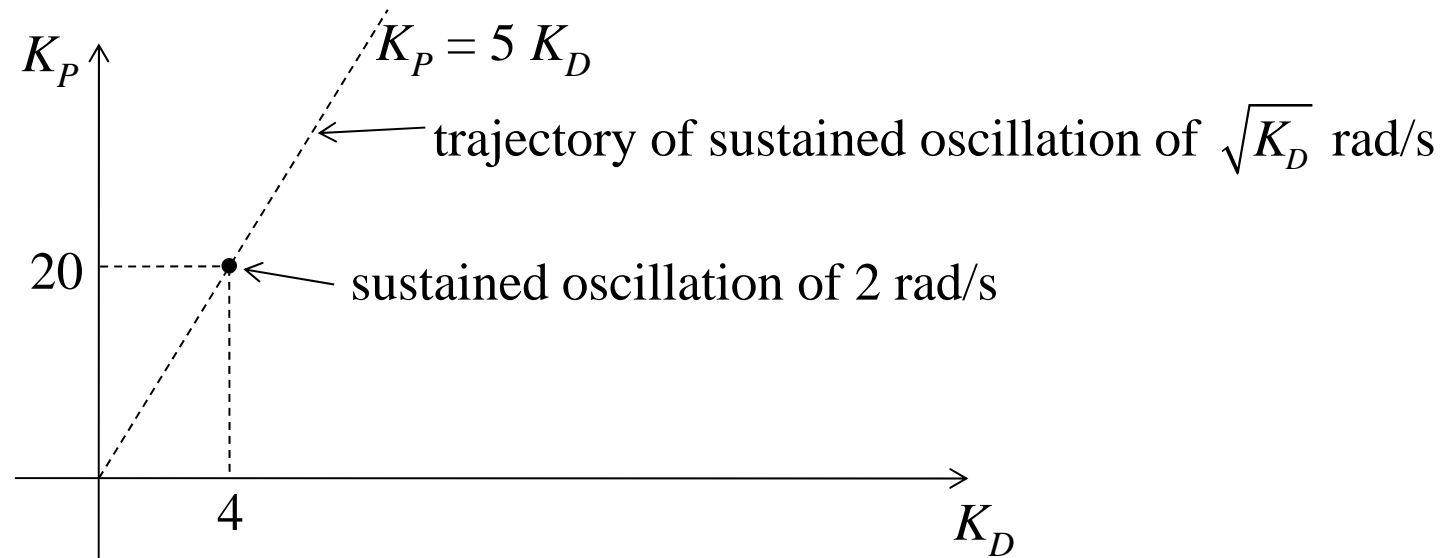 K_P
K_P = 5 K_D
trajectory of sustained oscillation of √K_D rad/s
20
sustained oscillation of 2 rad/s
4
K_D